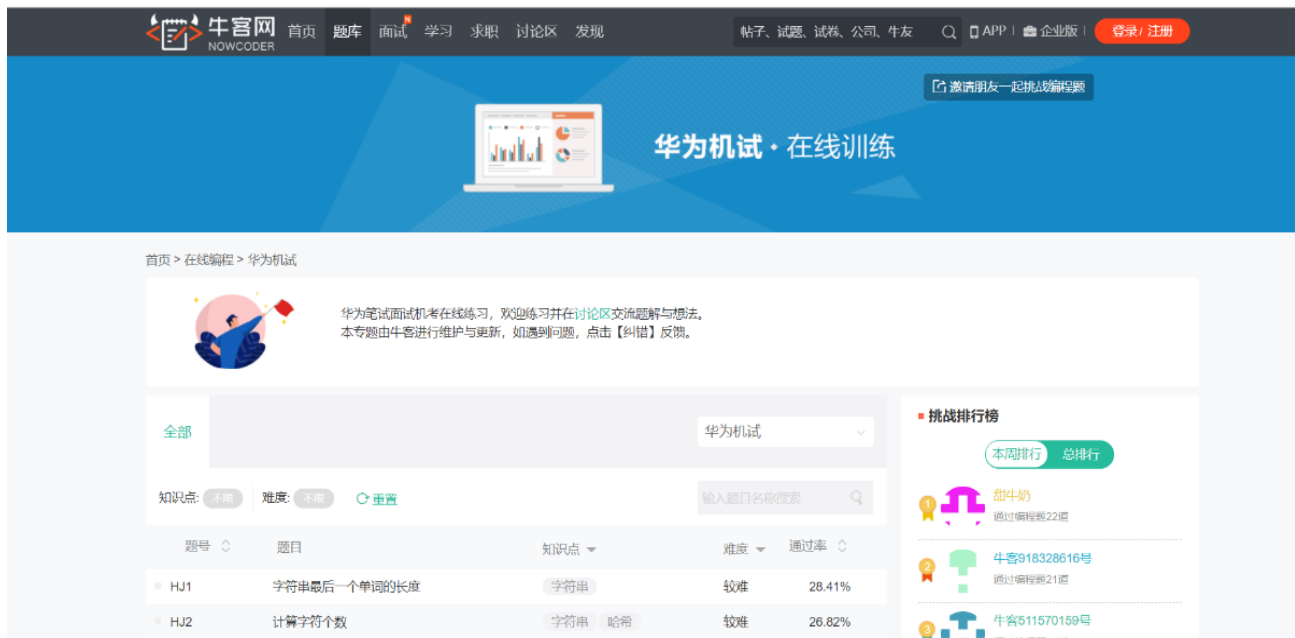 牛客网
NOWCODER
首页 题库 面试 N 学习 求职 讨论区 发现
帖子、试题、试卷、公司、牛友
APP | 企业版 |
登录/ 注册
邀请朋友一起挑战编程题
华为机试·在线训练
首页 > 在线编程 > 华为机试
华为笔试面试机考在线练习，欢迎练习并在讨论区交流题解与想法。
本专题由牛客进行维护与更新，如遇到问题，点击【纠错】反馈。
全部
华为机试
知识点: 不限 难度: 不限 重置
输入题目名称搜索
题号 题目 知识点 难度 通过率
HJ1 字符串最后一个单词的长度 字符串 较难 28.41%
HJ2 计算字符个数 字符串 哈希 较难 26.82%
挑战排行榜
本周排行 总排行
1 甜牛奶
通过编程题22道
2 牛客918328616号
通过编程题21道
3 牛客511570159号